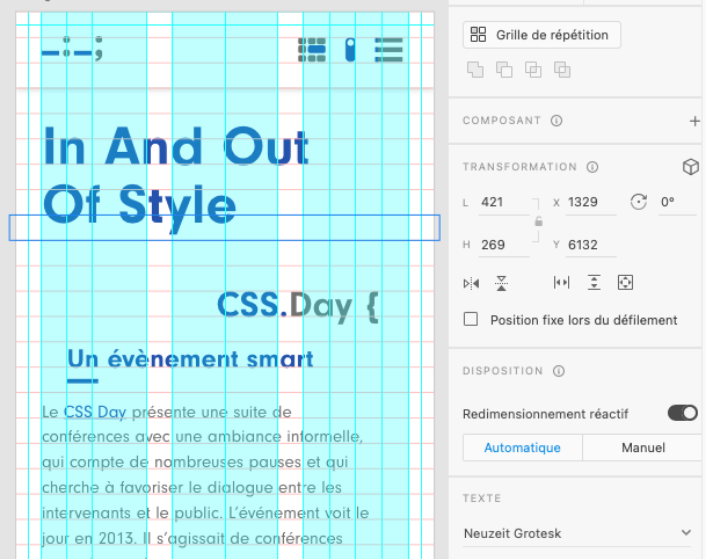 In And Out
Of Style
CSS.Day {
Un évènement smart
Le CSS Day présente une suite de
conférences avec une ambiance informelle,
qui compte de nombreuses pauses et qui
cherche à favoriser le dialogue entre les
intervenants et le public. L'événement voit le
jour en 2013. Il s'agissait de conférences
Grille de répétition
COMPOSANT
TRANSFORMATION
L 421 X 1329 0°
H 269 Y 6132
Position fixe lors du défilement
DISPOSITION
Redimensionnement réactif
Automatique Manuel
TEXTE
Neuzeit Grotesk